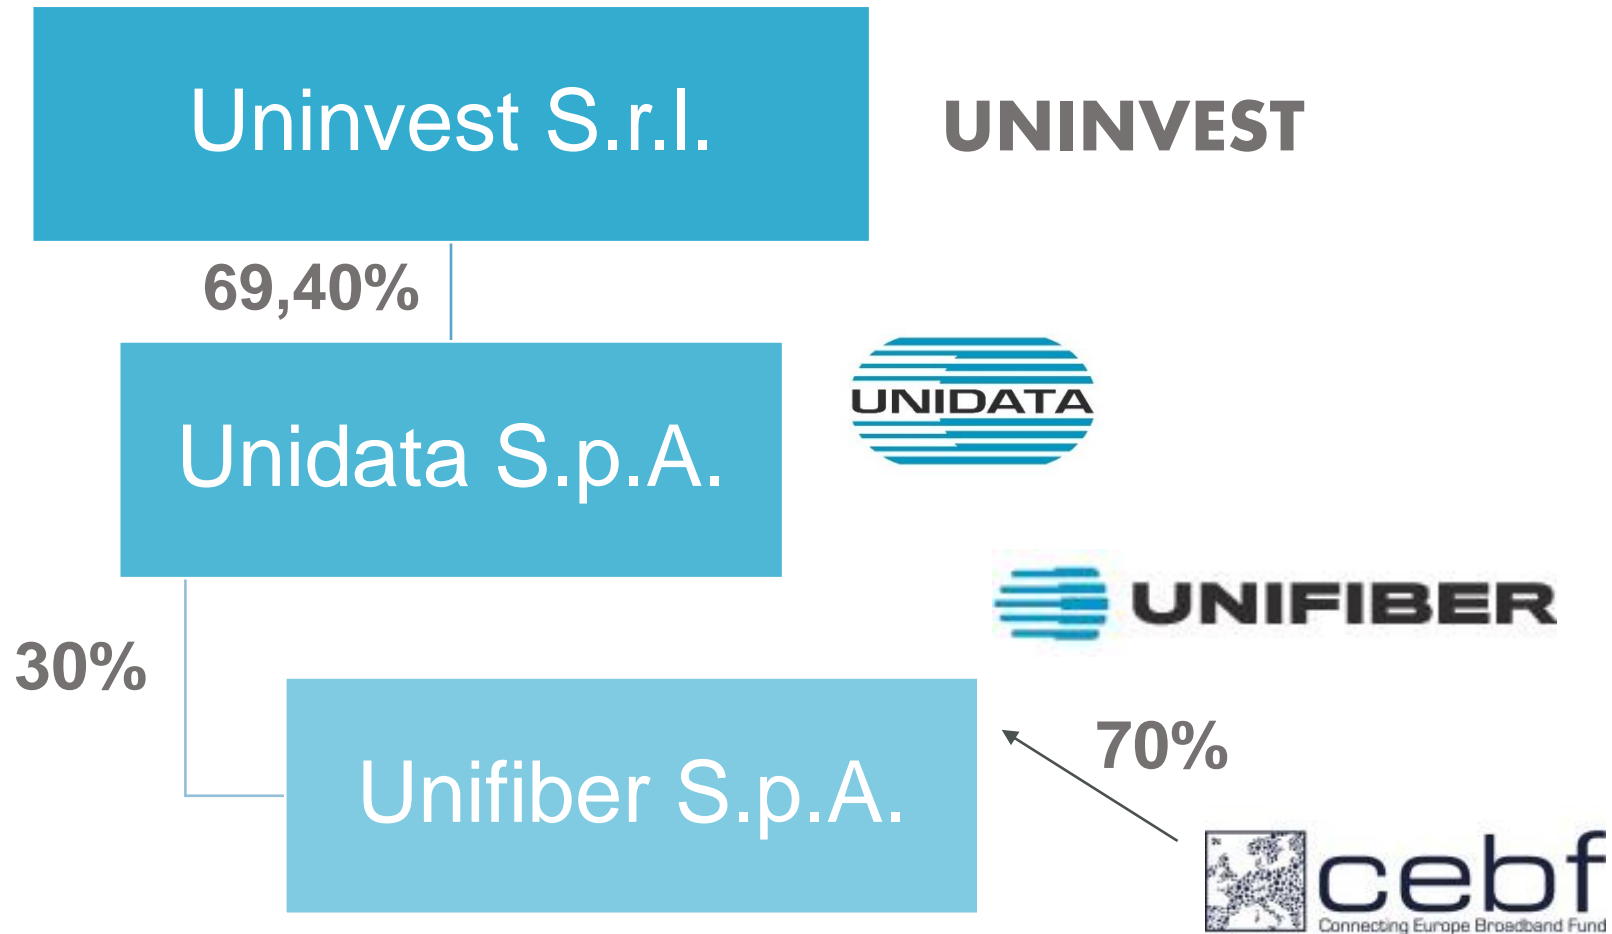 Uninvest S.r.l.
UNINVEST
69,40%
Unidata S.p.A.
UNIDATA
UNIFIBER
30%
70%
Unifiber S.p.A.
cebf
Connecting Europe Broadband Fund